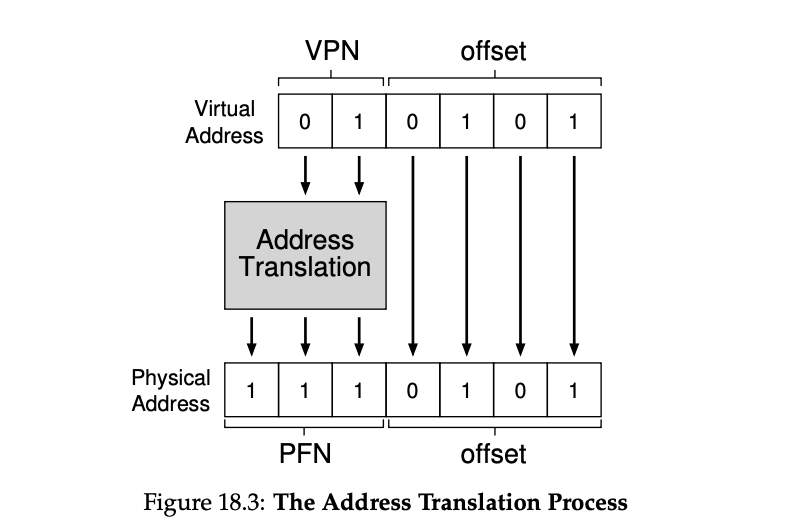 VPN offset
Virtual Address 0 1 0 1 0 1
Address
Translation
Physical Address 1 1 1 0 1 0 1
PFN offset
Figure 18.3: The Address Translation Process